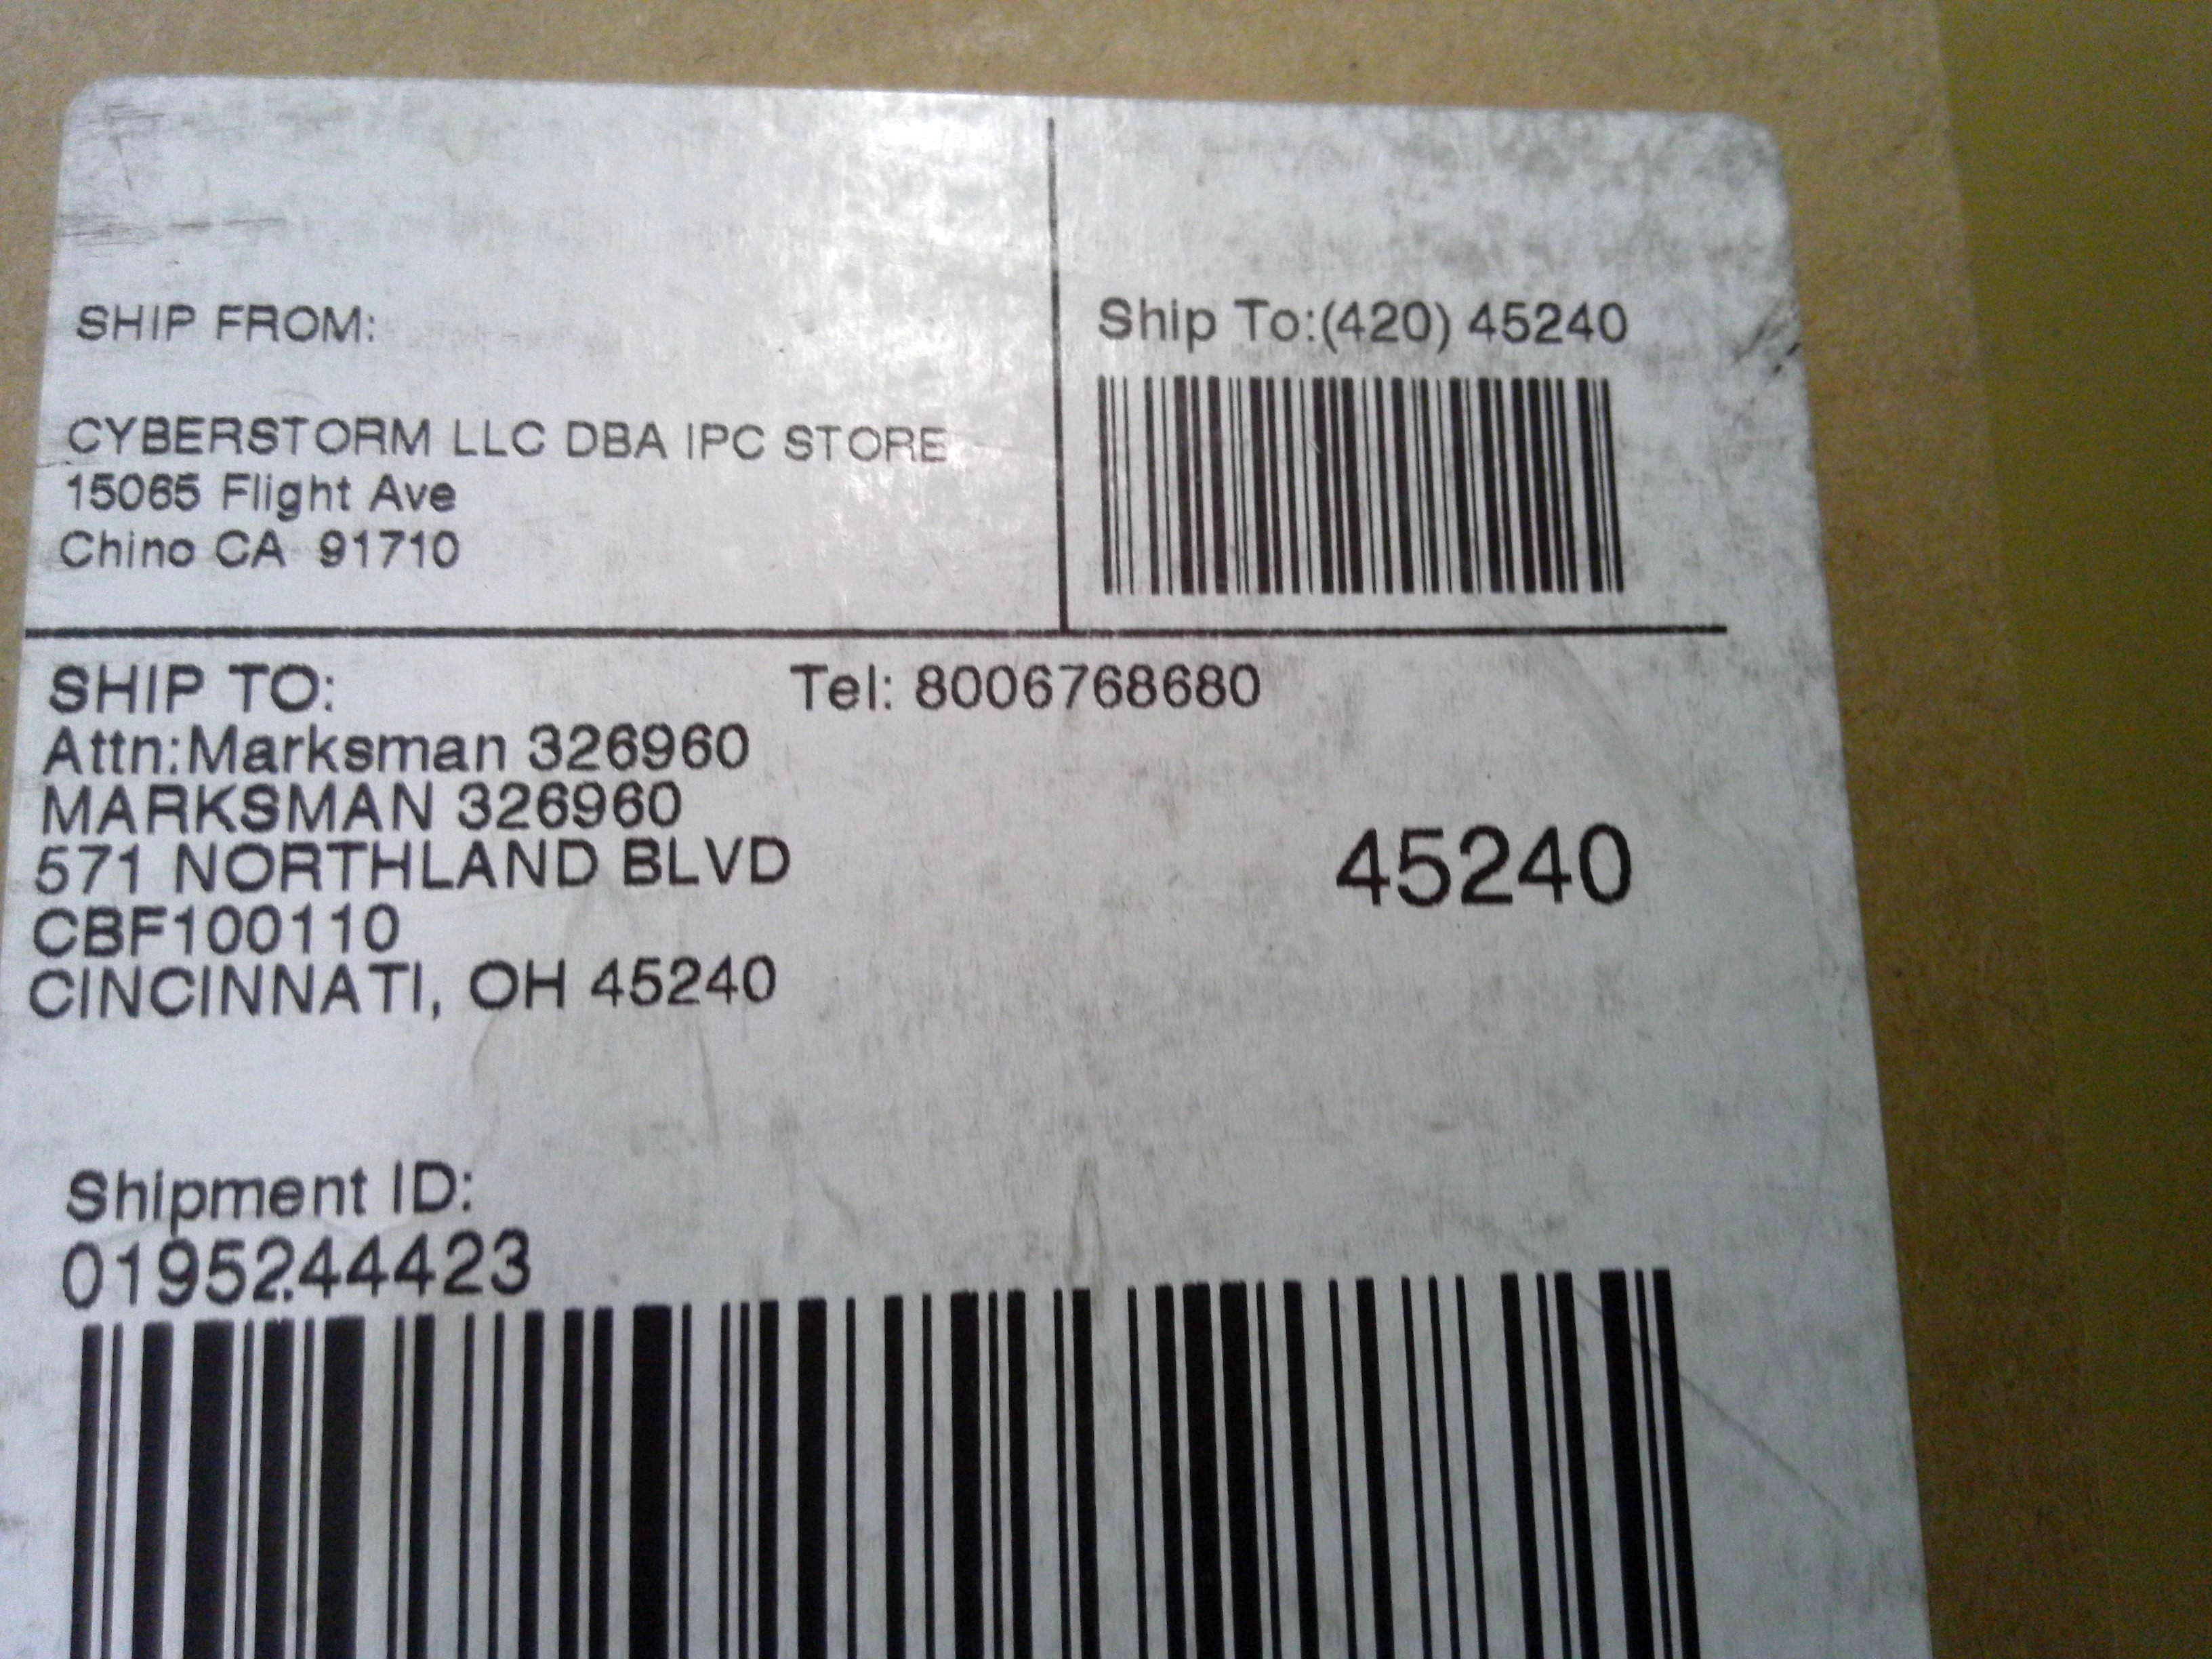 SHIP FROM:
CYBERSTORM LLC DBA IPC STORE
15065 Flight Ave
Chino CA 91710
Ship To:(420) 45240
SHIP TO:
Tel: 8006768680
Attn:Marksman 326960
MARKSMAN 326960
571 NORTHLAND BLVD
CBF100110
CINCINNATI, OH 45240
45240
Shipment ID:
01952444423